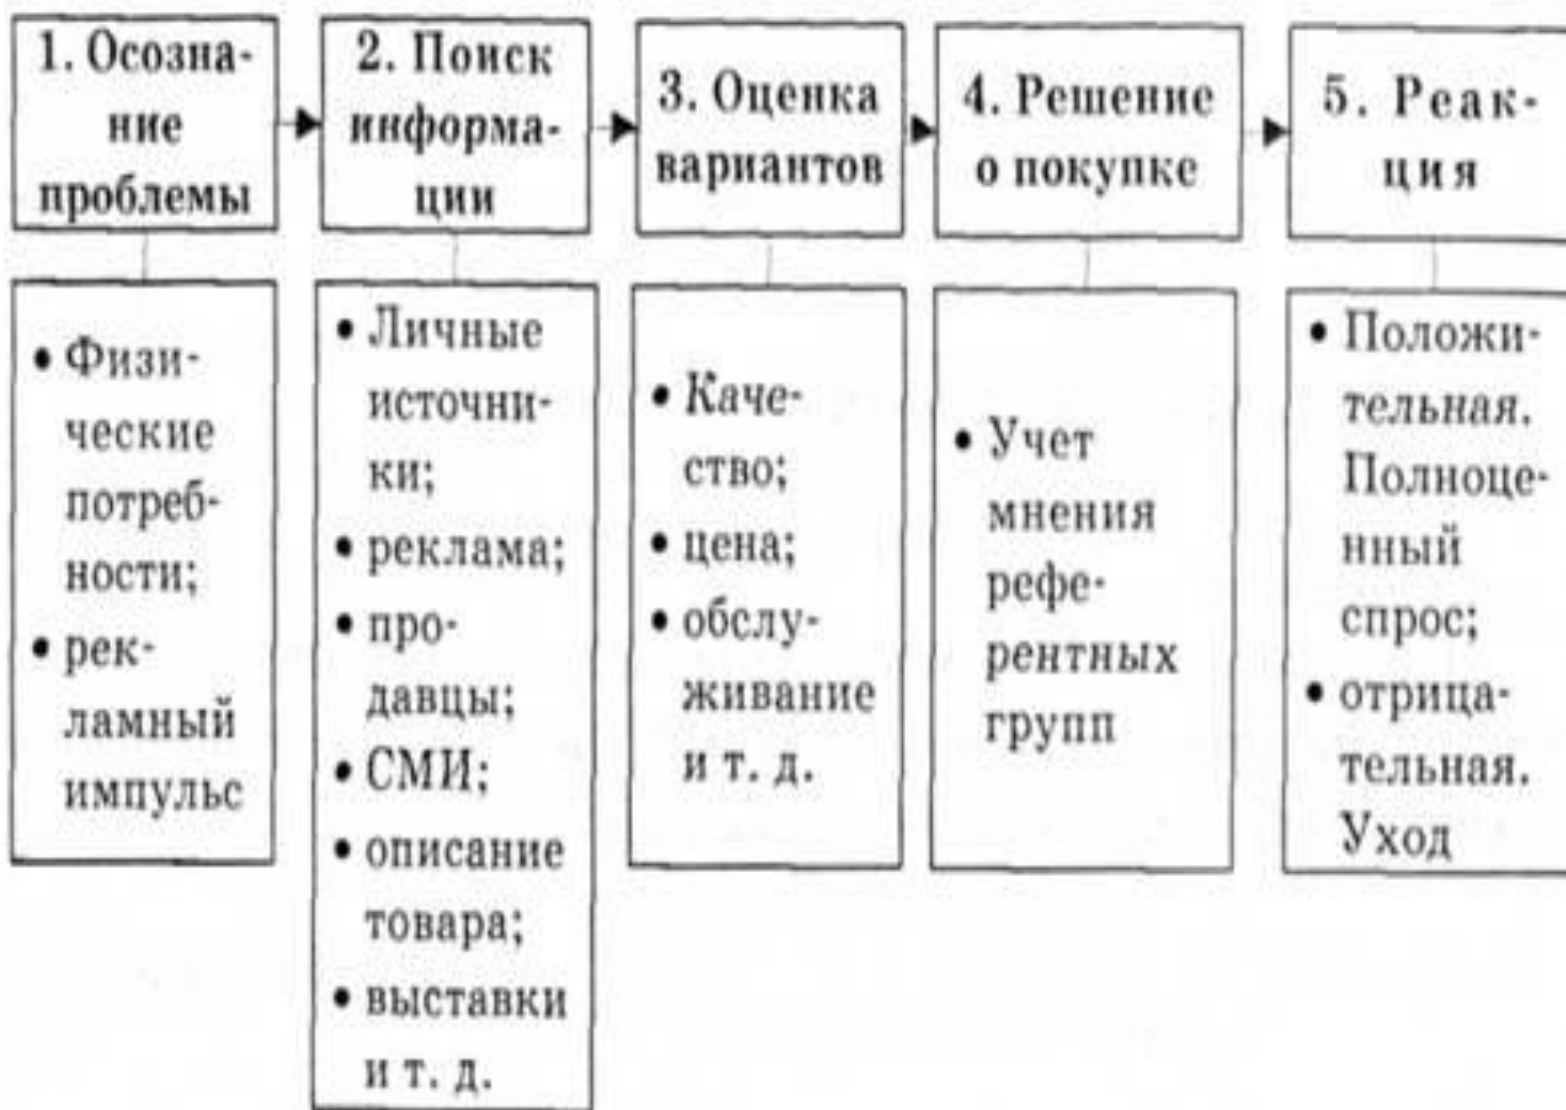 1. Осозна-
ние
проблемы
2. Поиск
информа-
ции
3. Оценка
вариантов
4. Решение
о покупке
5. Реак-
ция
• Физи-
ческие
потреб-
ности;
• рек-
ламный
импульс
• Личные
источни-
ки;
• реклама;
• про-
давцы;
• СМИ;
• описание
товара;
• выставки
и т. д.
• Каче-
ство;
• цена;
• обслу-
живание
и т. д.
• Учет
мнения
рефе-
рентных
групп
• Положи-
тельная.
Полноце-
нный
спрос;
• отрица-
тельная.
Уход